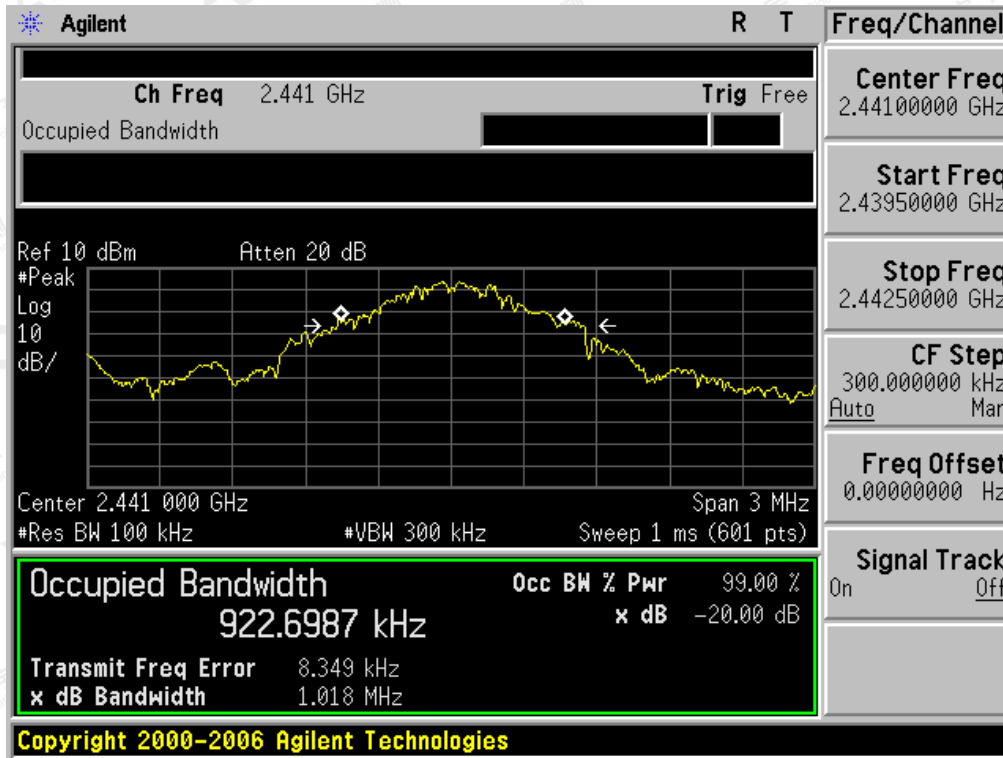 Agilent R T Freq/Channel
Ch Freq 2.441 GHz Trig Free
Occupied Bandwidth
Center Freq
2.44100000 GHz
Start Freq
2.43950000 GHz
Stop Freq
2.44250000 GHz
CF Step
300.000000 kHz
Auto Man
Freq Offset
0.00000000 Hz
Signal Track
On Off
Ref 10 dBm Atten 20 dB
#Peak
Log
10
dB/
Center 2.441 000 GHz Span 3 MHz
#Res BW 100 kHz #VBW 300 kHz Sweep 1 ms (601 pts)
Occupied Bandwidth Occ BW % Pwr 99.00 %
922.6987 kHz x dB -20.00 dB
Transmit Freq Error 8.349 kHz
x dB Bandwidth 1.018 MHz
Copyright 2000-2006 Agilent Technologies